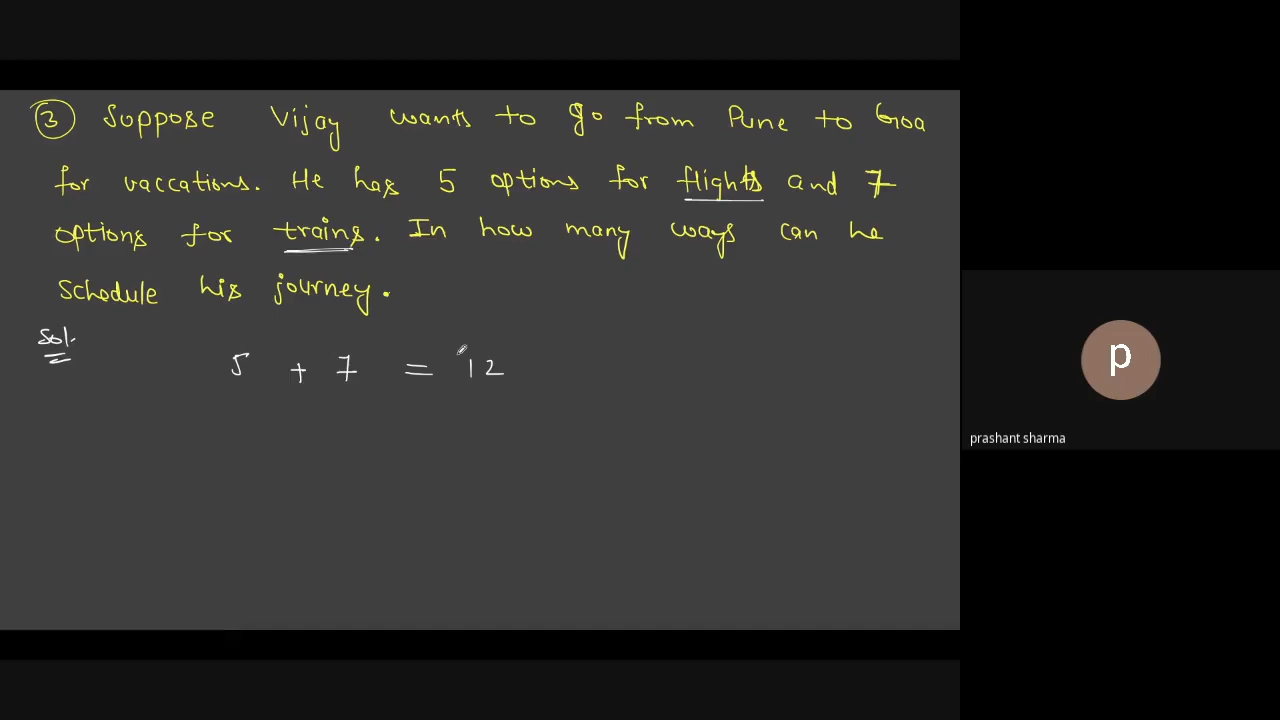 3 Suppose Vijay wants to go from Pune to Goa
for vaccations. He has 5 options for flights and 7
options for trains. In how many ways can he
schedule his journey.
Sol.
5 + 7 = 12
p
prashant sharma